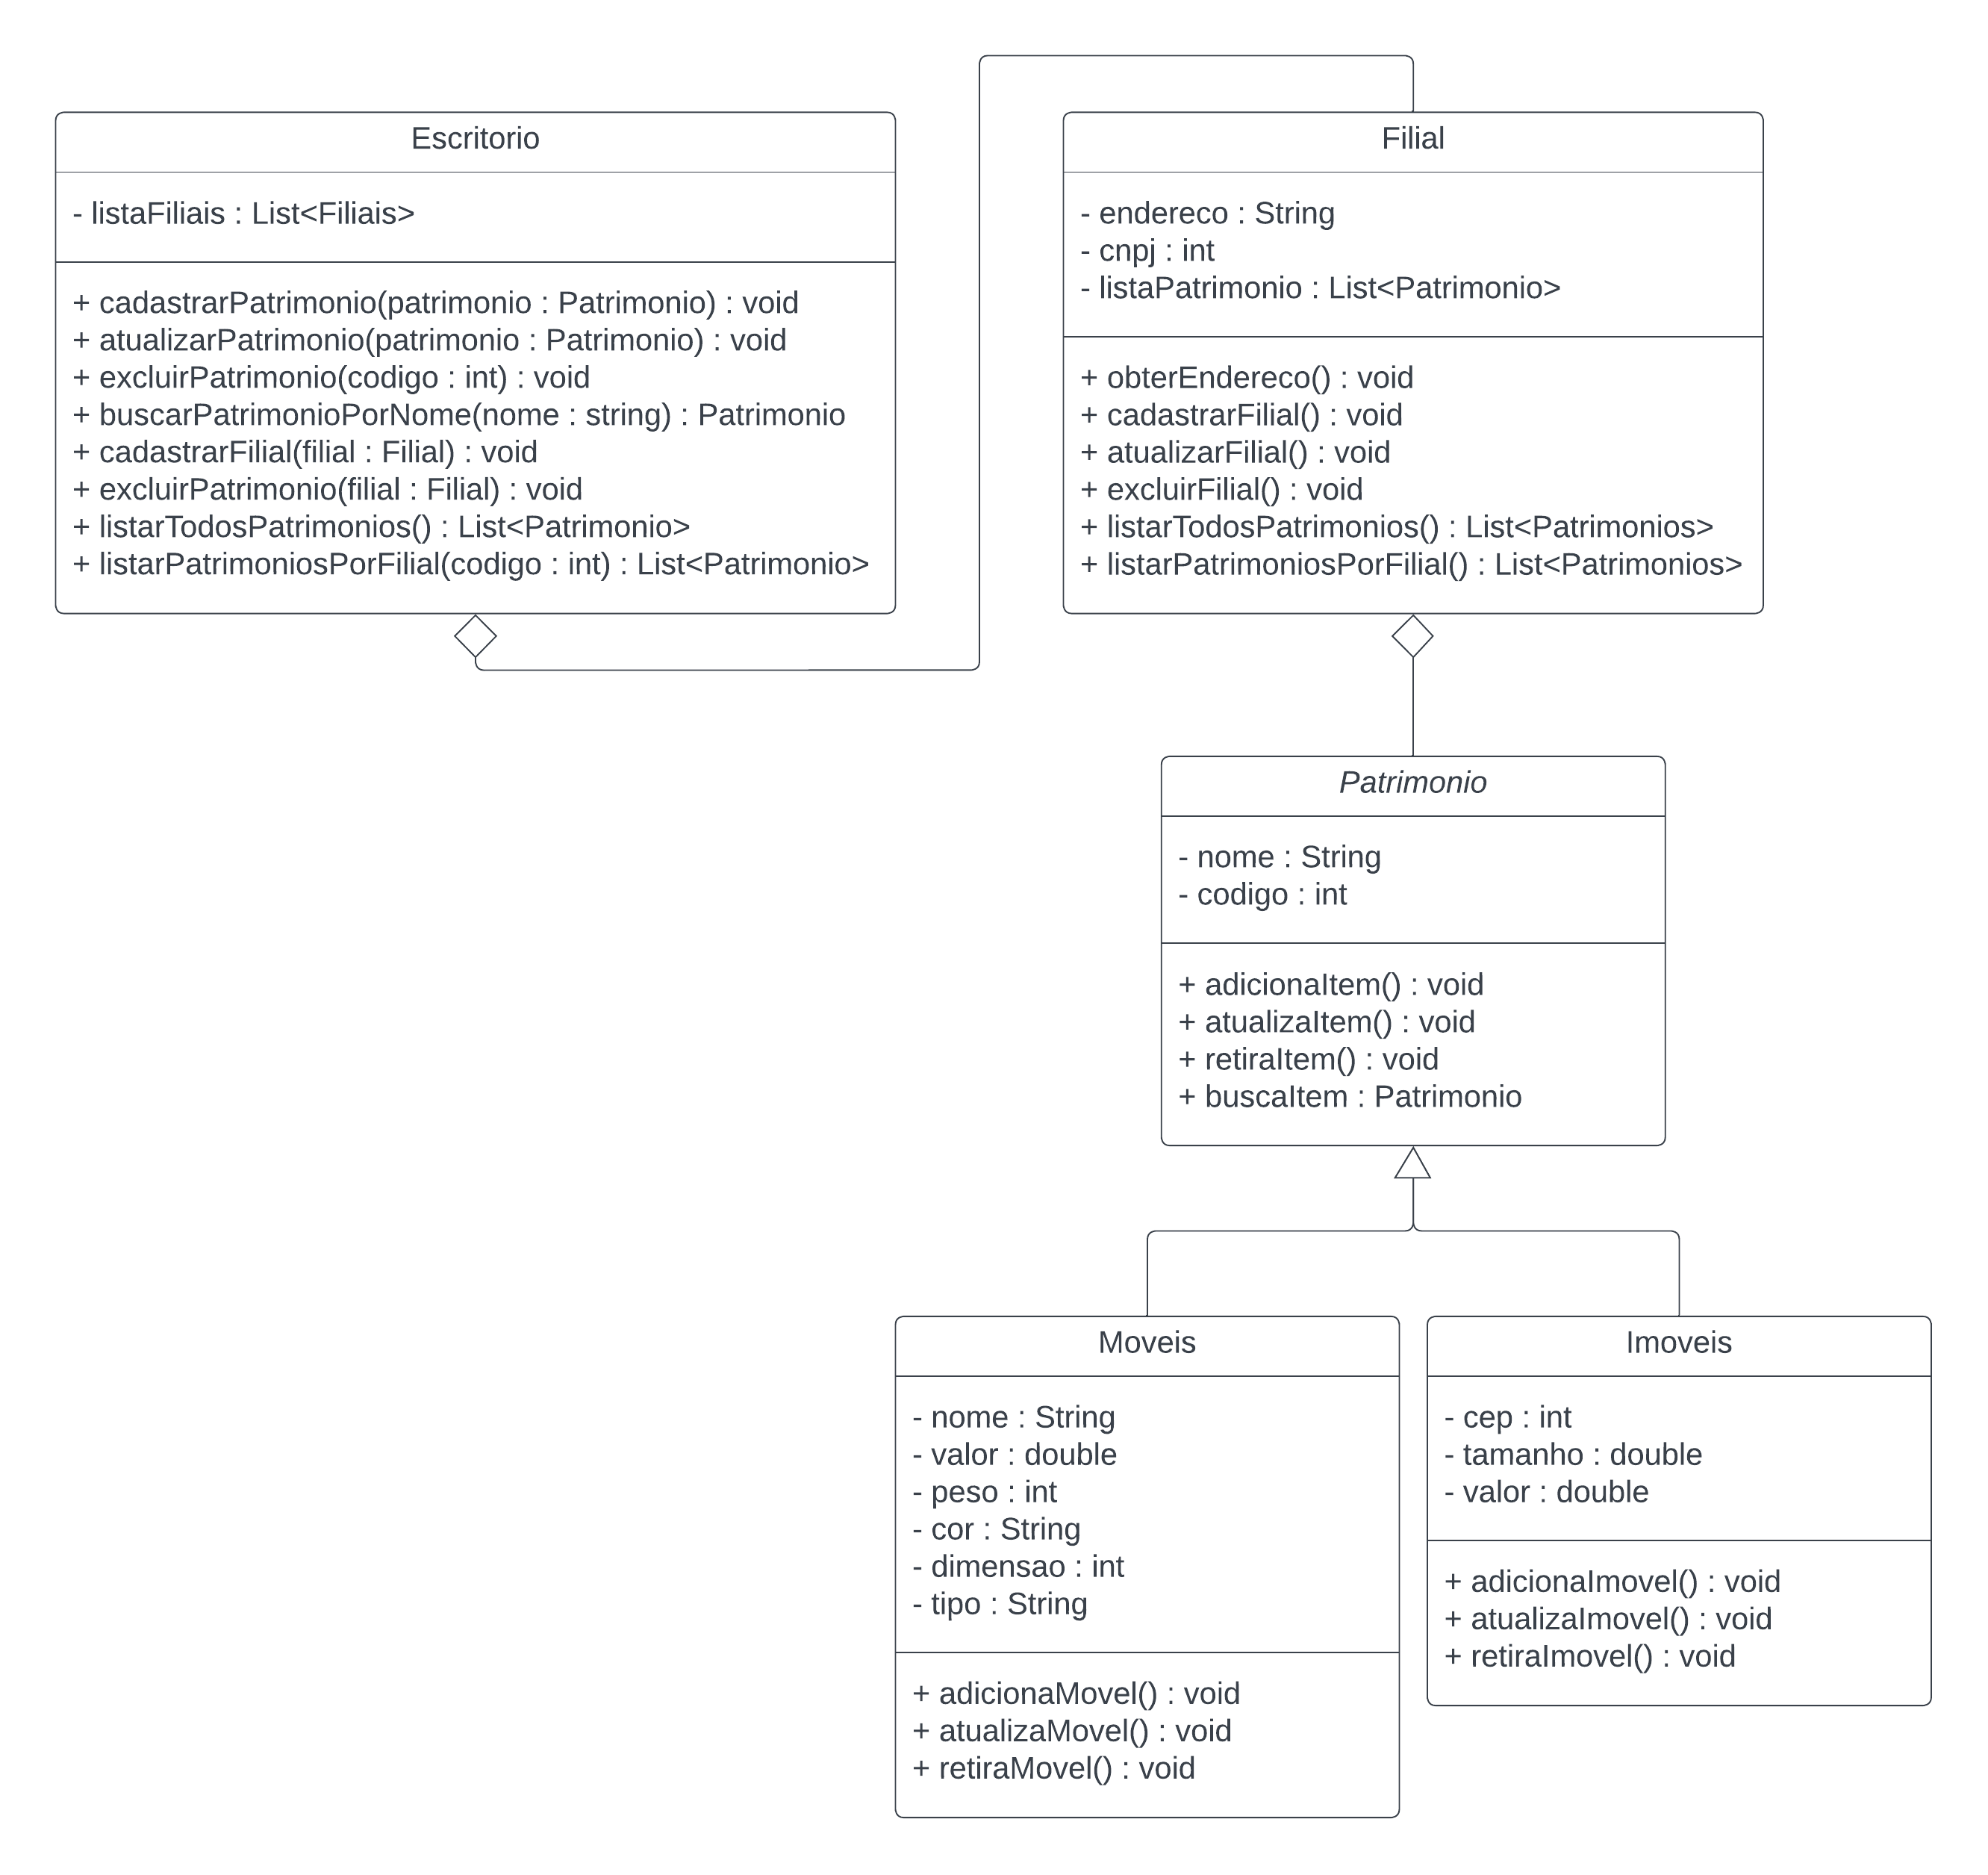 Escritorio
- listaFiliais : List<Filiais>
+ cadastrarPatrimonio(patrimonio : Patrimonio) : void
+ atualizarPatrimonio(patrimonio : Patrimonio) : void
+ excluirPatrimonio(codigo : int) : void
+ buscarPatrimonioPorNome(nome : string) : Patrimonio
+ cadastrarFilial(filial : Filial) : void
+ excluirPatrimonio(filial : Filial) : void
+ listarTodosPatrimonios() : List<Patrimonio>
+ listarPatrimoniosPorFilial(codigo : int) : List<Patrimonio>
Filial
- endereco : String
- cnpj : int
- listaPatrimonio : List<Patrimonio>
+ obterEndereco() : void
+ cadastrarFilial() : void
+ atualizarFilial() : void
+ excluirFilial() : void
+ listarTodosPatrimonios() : List<Patrimonios>
+ listarPatrimoniosPorFilial() : List<Patrimonios>
Patrimonio
- nome : String
- codigo : int
+ adicionaItem() : void
+ atualizaItem() : void
+ retiraItem() : void
+ buscaItem : Patrimonio
Moveis
- nome : String
- valor : double
- peso : int
- cor : String
- dimensao : int
- tipo : String
+ adicionaMovel() : void
+ atualizaMovel() : void
+ retiraMovel() : void
Imoveis
- cep : int
- tamanho : double
- valor : double
+ adicionaImovel() : void
+ atualizaImovel() : void
+ retiraImovel() : void